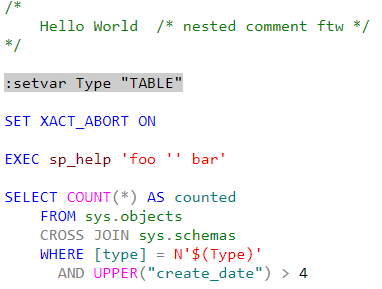 /*
    Hello World  /* nested comment ftw */
*/

:setvar Type "TABLE"

SET XACT_ABORT ON

EXEC sp_help 'foo '' bar'

SELECT COUNT(*) AS counted
    FROM sys.objects
    CROSS JOIN sys.schemas
    WHERE [type] = N'$(Type)'
      AND UPPER("create_date") > 4